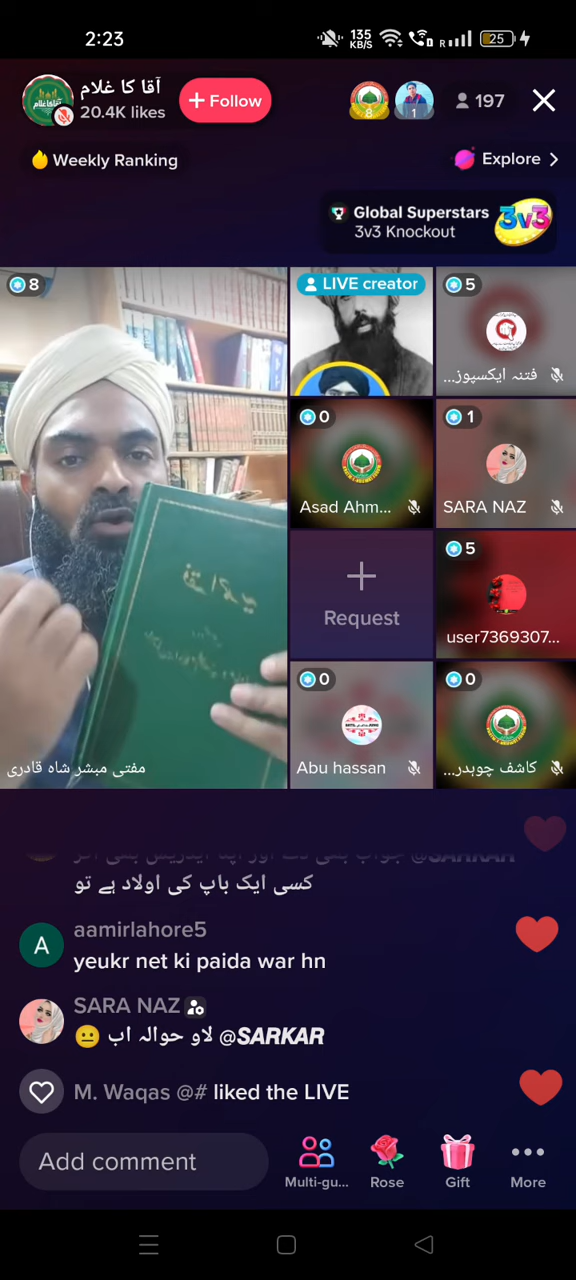 2:23
135
KB/S
R
25
آقا کا غلام
20.4K likes
+ Follow
8
1
197
Weekly Ranking
Explore >
Global Superstars
3v3 Knockout
3v3
8
LIVE creator
5
فتنہ ایکسپوز...
0
Asad Ahm...
1
SARA NAZ
Request
5
user7369307...
0
Abu hassan
0
کاشف چوہدر...
مفتی مبشر شاہ قادری
کسی ایک باپ کی اولاد ہے تو
A
aamirlahore5
yeukr net ki paida war hn
SARA NAZ
😐 لاو حوالہ اب @SARKAR
M. Waqas @# liked the LIVE
Add comment
Multi-gu...
Rose
Gift
More